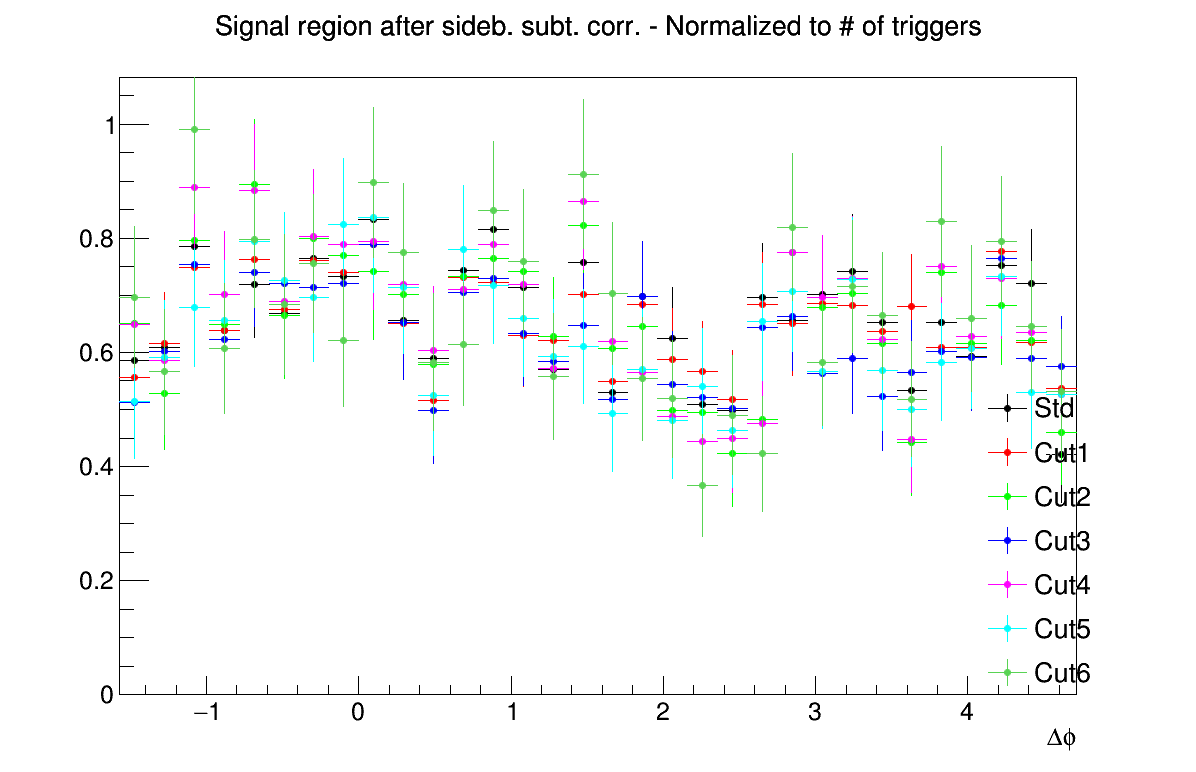 Signal region after sideb. subt. corr. - Normalized to # of triggers
1
0.8
0.6
0.4
0.2
0
−1 0 1 2 3 4
Δϕ
Std
Cut1
Cut2
Cut3
Cut4
Cut5
Cut6